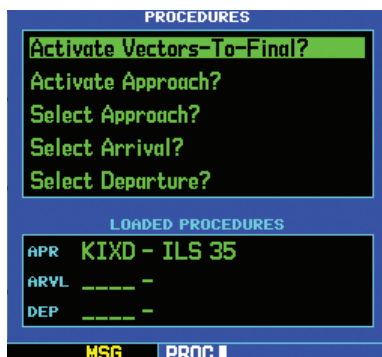 PROCEDURES
Activate Vectors-To-Final?
Activate Approach?
Select Approach?
Select Arrival?
Select Departure?
LOADED PROCEDURES
APR KIXD - ILS 35
ARVL ____ -
DEP ____ -
MSG PROC